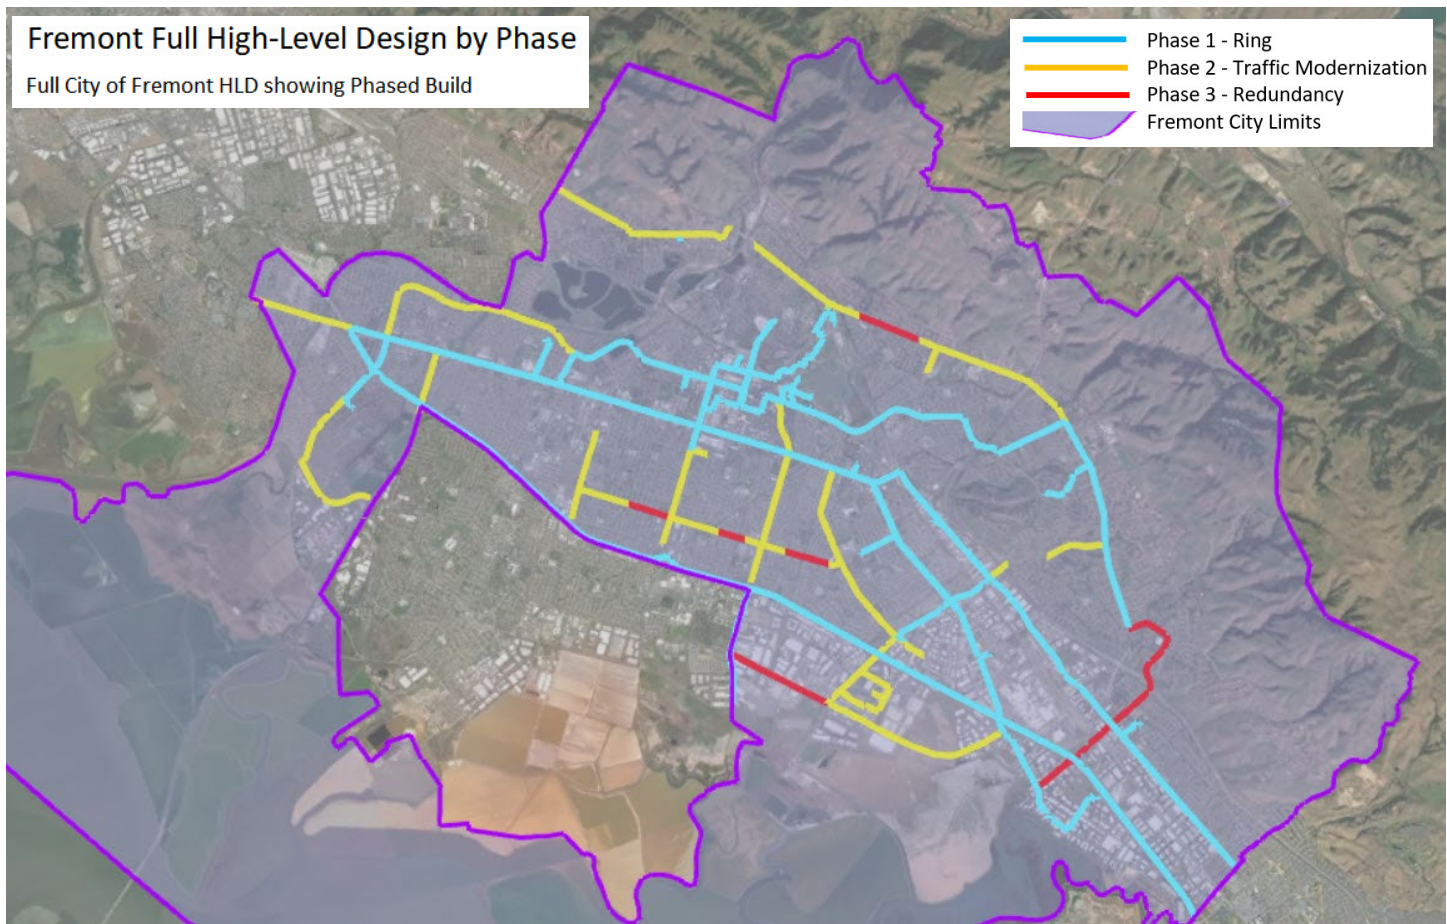 Fremont Full High-Level Design by Phase
Full City of Fremont HLD showing Phased Build
Phase 1 - Ring
Phase 2 - Traffic Modernization
Phase 3 - Redundancy
Fremont City Limits